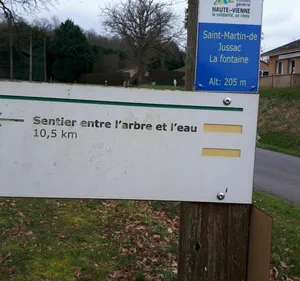 HAUTE-VIENNE
Saint-Martin-de
Jussac
La fontaine
Alt: 205 m
Sentier entre l'arbre et l'eau
10,5 km